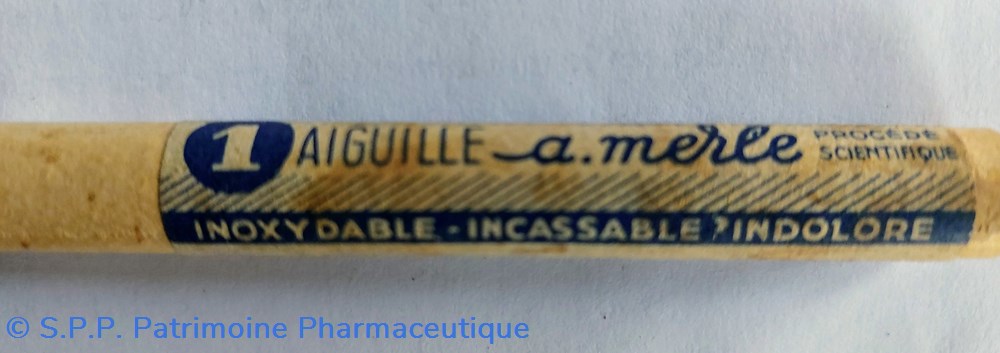 1 AIGUILLE a. merle PROCÉDÉ
SCIENTIFIQUE
INOXYDABLE - INCASSABLE ? INDOLORE
© S.P.P. Patrimoine Pharmaceutique